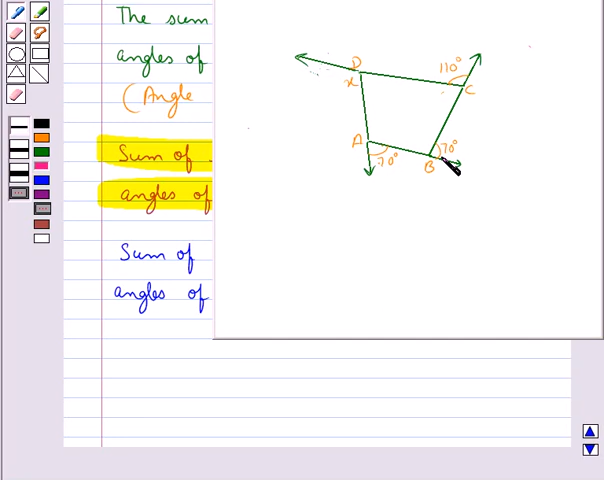 The sum
angles of
( Angle
Sum of
angles of
Sum of
angles of
D
x
110°
C
A
70°
B
70°